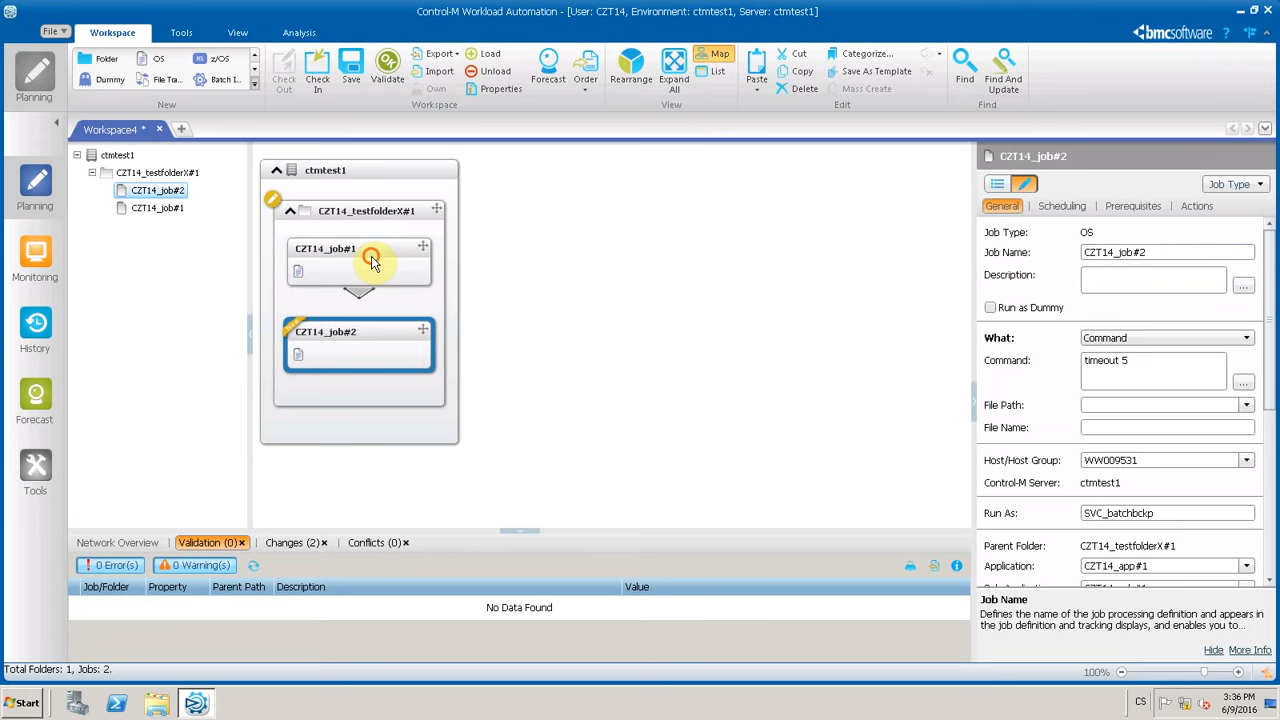 Control-M Workload Automation - [User: CZT14, Environment: ctmtest1, Server: ctmtest1]
File
Workspace
Tools
View
Analysis
bmcsoftware
?
Planning
Folder
OS
z/OS
Dummy
File Tra..
Batch I..
New
Check Out
Check In
Save
Validate
Export
Import
Own
Load
Unload
Properties
Workspace
Forecast
Order
Rearrange
Expand All
Map
List
View
Paste
Cut
Copy
Delete
Categorize...
Save As Template
Mass Create
Edit
Find
Find And Update
Find
Planning
Monitoring
History
Forecast
Tools
Workspace4 *
ctmtest1
CZT14_testfolderX#1
CZT14_job#2
CZT14_job#1
ctmtest1
CZT14_testfolderX#1
CZT14_job#1
CZT14_job#2
CZT14_job#2
Job Type
General
Scheduling
Prerequisites
Actions
Job Type: OS
Job Name: CZT14_job#2
Description:
Run as Dummy
What: Command
Command: timeout 5
File Path:
File Name:
Host/Host Group: WW009531
Control-M Server: ctmtest1
Run As: SVC_batchbckp
Parent Folder: CZT14_testfolderX#1
Application: CZT14_app#1
Job Name
Defines the name of the job processing definition and appears in the job definition and tracking displays, and enables you to...
Hide More Info
Network Overview
Validation (0)
Changes (2)
Conflicts (0)
0 Error(s)
0 Warning(s)
Job/Folder
Property
Parent Path
Description
Value
No Data Found
Total Folders: 1, Jobs: 2.
100%
Start
CS
3:36 PM
6/9/2016